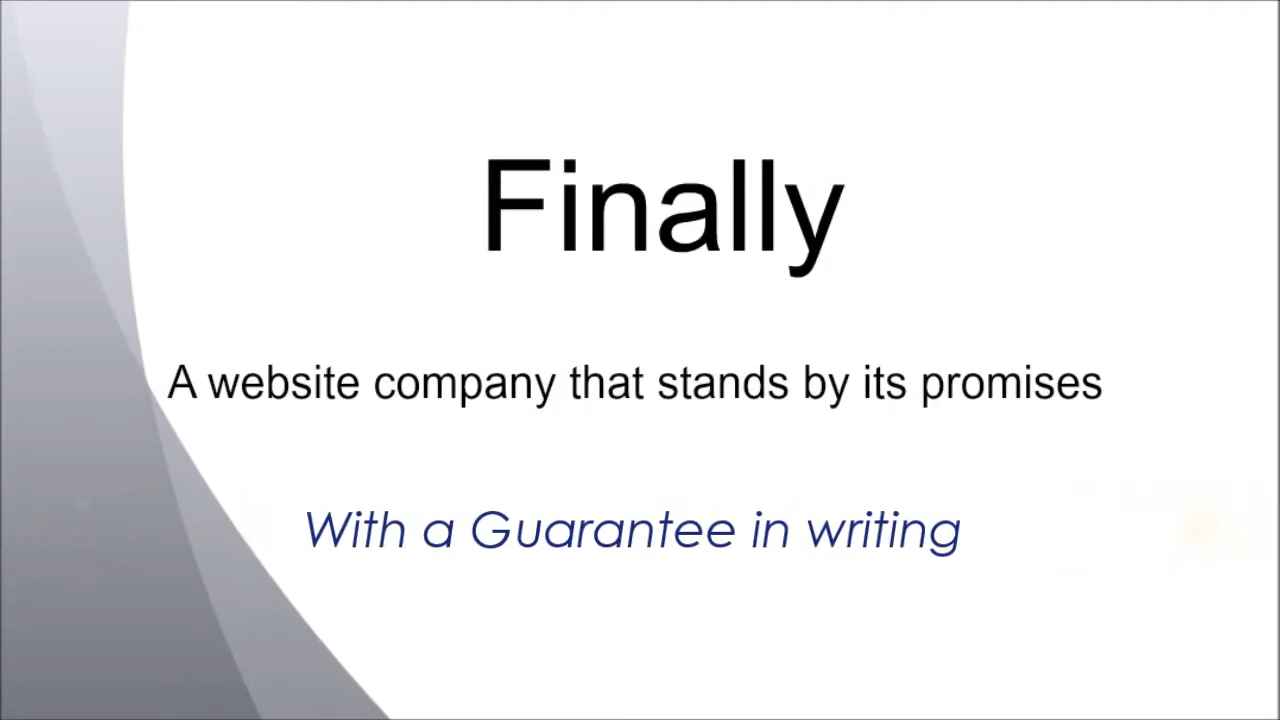 Finally
A website company that stands by its promises
With a Guarantee in writing